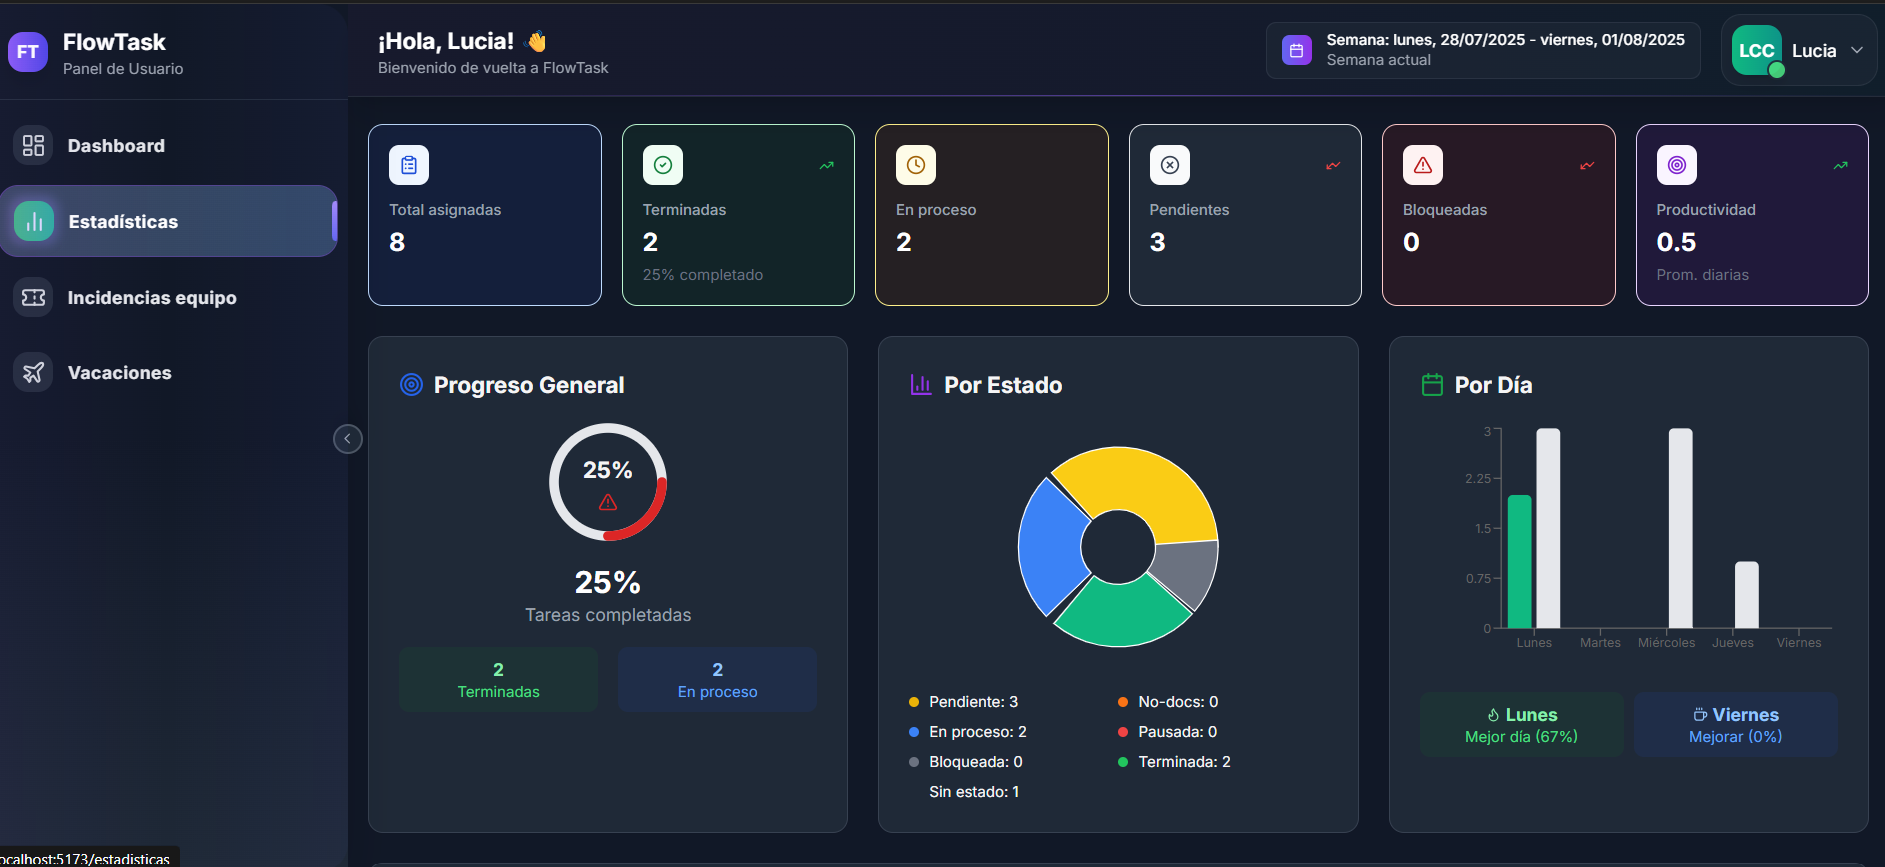 FT
FlowTask
Panel de Usuario
¡Hola, Lucia! 👋
Bienvenido de vuelta a FlowTask
Semana: lunes, 28/07/2025 - viernes, 01/08/2025
Semana actual
LCC
Lucia
Dashboard
Estadísticas
Incidencias equipo
Vacaciones
Total asignadas
8
Terminadas
2
25% completado
En proceso
2
Pendientes
3
Bloqueadas
0
Productividad
0.5
Prom. diarias
Progreso General
25%
25%
Tareas completadas
2
Terminadas
2
En proceso
Por Estado
Pendiente: 3
No-docs: 0
En proceso: 2
Pausada: 0
Bloqueada: 0
Terminada: 2
Sin estado: 1
Por Día
3
2.25
1.5
0.75
0
Lunes
Martes
Miércoles
Jueves
Viernes
Lunes
Mejor día (67%)
Viernes
Mejorar (0%)
ocalhost:5173/estadisticas